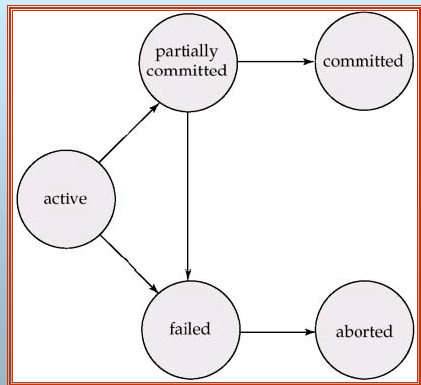 partially
committed
committed
active
failed
aborted